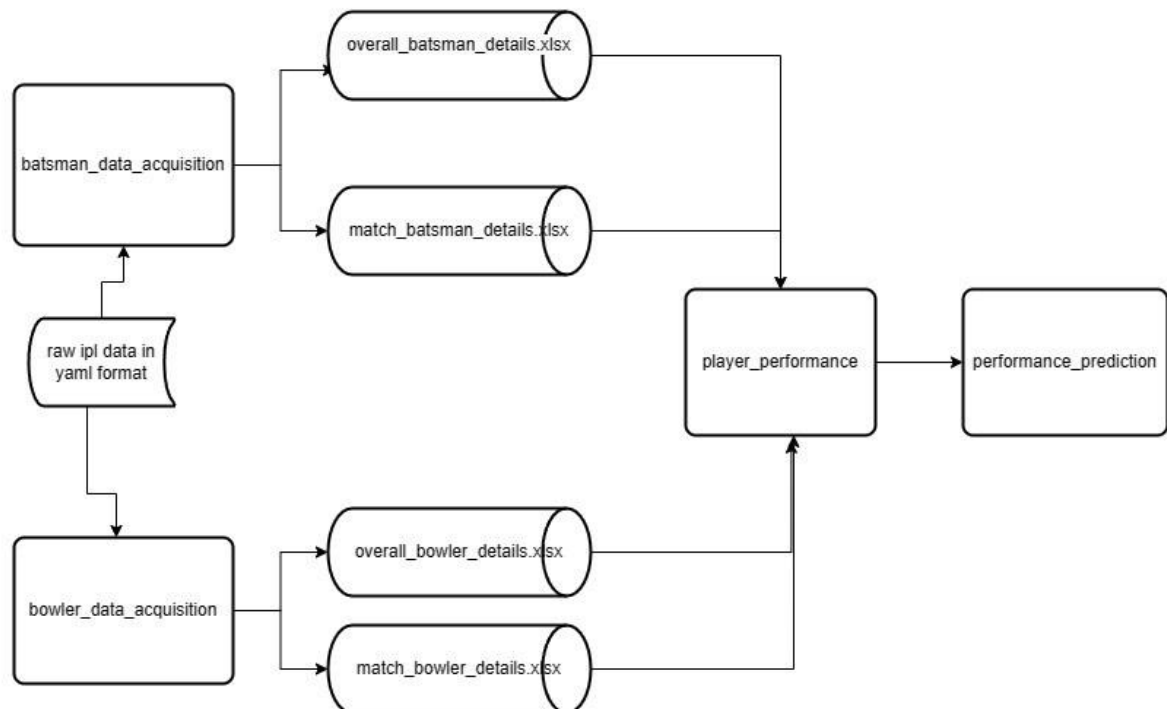 overall_batsman_details.xlsx
batsman_data_acquisition
match_batsman_details.xlsx
raw ipl data in
yaml format
player_performance
performance_prediction
overall_bowler_details.xlsx
bowler_data_acquisition
match_bowler_details.xlsx